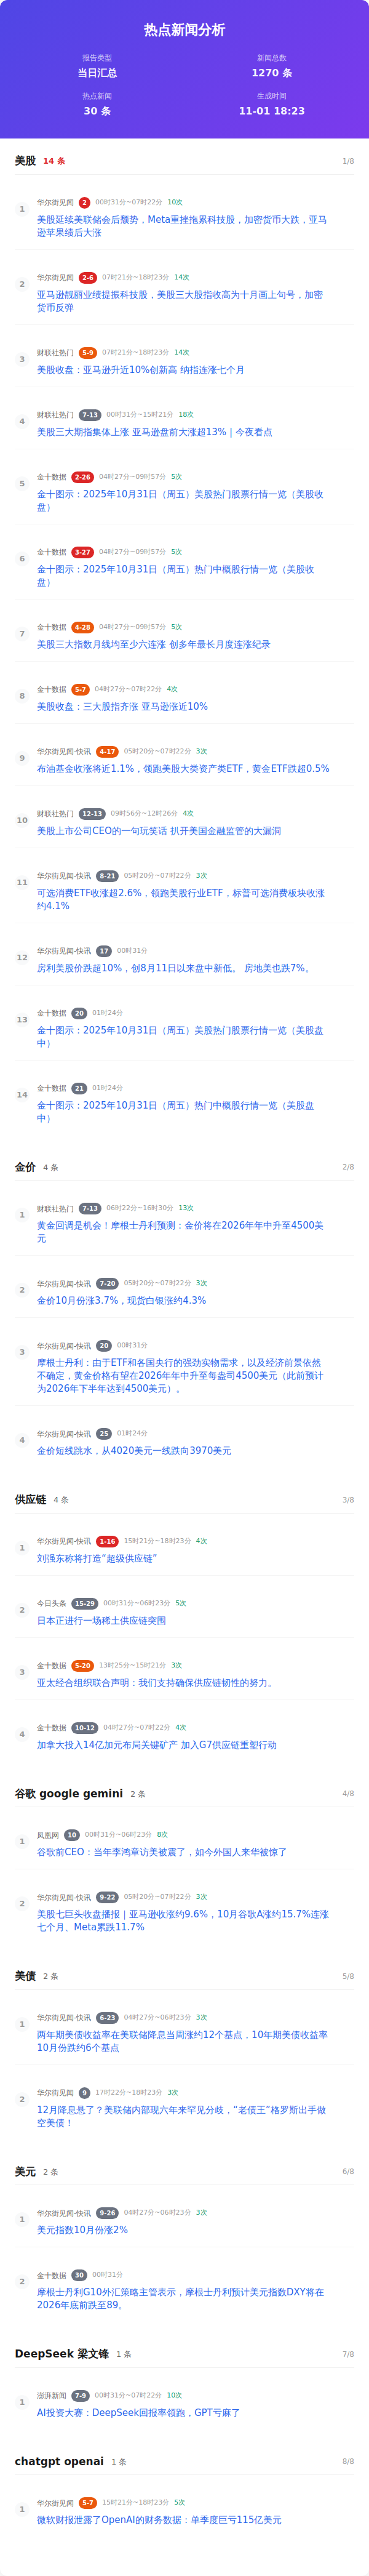 热点新闻分析
报告类型
新闻总数
当日汇总
1270 条
热点新闻
生成时间
30 条
11-01 18:23
美股 14 条 1/8
1
华尔街见闻 2 00时31分~07时22分 10次
美股延续美联储会后颓势，Meta重挫拖累科技股，加密货币大跌，亚马
逊苹果绩后大涨
2
华尔街见闻 2-6 07时21分~18时23分 14次
亚马逊靓丽业绩提振科技股，美股三大股指收高为十月画上句号，加密
货币反弹
3
财联社热门 5-9 07时21分~18时23分 14次
美股收盘：亚马逊升近10%创新高 纳指连涨七个月
4
财联社热门 7-13 00时31分~15时21分 18次
美股三大期指集体上涨 亚马逊盘前大涨超13% | 今夜看点
5
金十数据 2-26 04时27分~09时57分 5次
金十图示：2025年10月31日（周五）美股热门股票行情一览（美股收
盘）
6
金十数据 3-27 04时27分~09时57分 5次
金十图示：2025年10月31日（周五）美股热门中概股行情一览（美股收
盘）
7
金十数据 4-28 04时27分~09时57分 5次
美股三大指数月线均至少六连涨 创多年最长月度连涨纪录
8
金十数据 5-7 04时27分~07时22分 4次
美股收盘：三大股指齐涨 亚马逊涨近10%
9
华尔街见闻-快讯 4-17 05时20分~07时22分 3次
布油基金收涨将近1.1%，领跑美股大类资产类ETF，黄金ETF跌超0.5%
10
财联社热门 12-13 09时56分~12时26分 4次
美股上市公司CEO的一句玩笑话 扒开美国金融监管的大漏洞
11
华尔街见闻-快讯 8-21 05时20分~07时22分 3次
可选消费ETF收涨超2.6%，领跑美股行业ETF，标普可选消费板块收涨
约4.1%
12
华尔街见闻-快讯 17 00时31分
房利美股价跌超10%，创8月11日以来盘中新低。 房地美也跌7%。
13
金十数据 20 01时24分
金十图示：2025年10月31日（周五）美股热门股票行情一览（美股盘
中）
14
金十数据 21 01时24分
金十图示：2025年10月31日（周五）美股热门中概股行情一览（美股盘
中）
金价 4 条 2/8
1
财联社热门 7-13 06时22分~16时30分 13次
黄金回调是机会！摩根士丹利预测：金价将在2026年年中升至4500美
元
2
华尔街见闻-快讯 7-20 05时20分~07时22分 3次
金价10月份涨3.7%，现货白银涨约4.3%
3
华尔街见闻-快讯 20 00时31分
摩根士丹利：由于ETF和各国央行的强劲实物需求，以及经济前景依然
不确定，黄金价格有望在2026年年中升至每盎司4500美元（此前预计
为2026年下半年达到4500美元）。
4
华尔街见闻-快讯 25 01时24分
金价短线跳水，从4020美元一线跌向3970美元
供应链 4 条 3/8
1
华尔街见闻-快讯 1-16 15时21分~18时23分 4次
刘强东称将打造“超级供应链”
2
今日头条 15-29 00时31分~06时23分 5次
日本正进行一场稀土供应链突围
3
金十数据 5-20 13时25分~15时21分 3次
亚太经合组织联合声明：我们支持确保供应链韧性的努力。
4
金十数据 10-12 04时27分~07时22分 4次
加拿大投入14亿加元布局关键矿产 加入G7供应链重塑行动
谷歌 google gemini 2 条 4/8
1
凤凰网 10 00时31分~06时23分 8次
谷歌前CEO：当年李鸿章访美被震了，如今外国人来华被惊了
2
华尔街见闻-快讯 9-22 05时20分~07时22分 3次
美股七巨头收盘播报｜亚马逊收涨约9.6%，10月谷歌A涨约15.7%连涨
七个月、Meta累跌11.7%
美债 2 条 5/8
1
华尔街见闻-快讯 6-23 04时27分~06时23分 3次
两年期美债收益率在美联储降息当周涨约12个基点，10年期美债收益率
10月份跌约6个基点
2
华尔街见闻 9 17时22分~18时23分 3次
12月降息悬了？美联储内部现六年来罕见分歧，“老债王”格罗斯出手做
空美债！
美元 2 条 6/8
1
华尔街见闻-快讯 9-26 04时27分~06时23分 3次
美元指数10月份涨2%
2
金十数据 30 00时31分
摩根士丹利G10外汇策略主管表示，摩根士丹利预计美元指数DXY将在
2026年底前跌至89。
DeepSeek 梁文锋 1 条 7/8
1
澎湃新闻 7-9 00时31分~07时22分 10次
AI投资大赛：DeepSeek回报率领跑，GPT亏麻了
chatgpt openai 1 条 8/8
1
华尔街见闻 5-7 15时21分~18时23分 5次
微软财报泄露了OpenAI的财务数据：单季度巨亏115亿美元